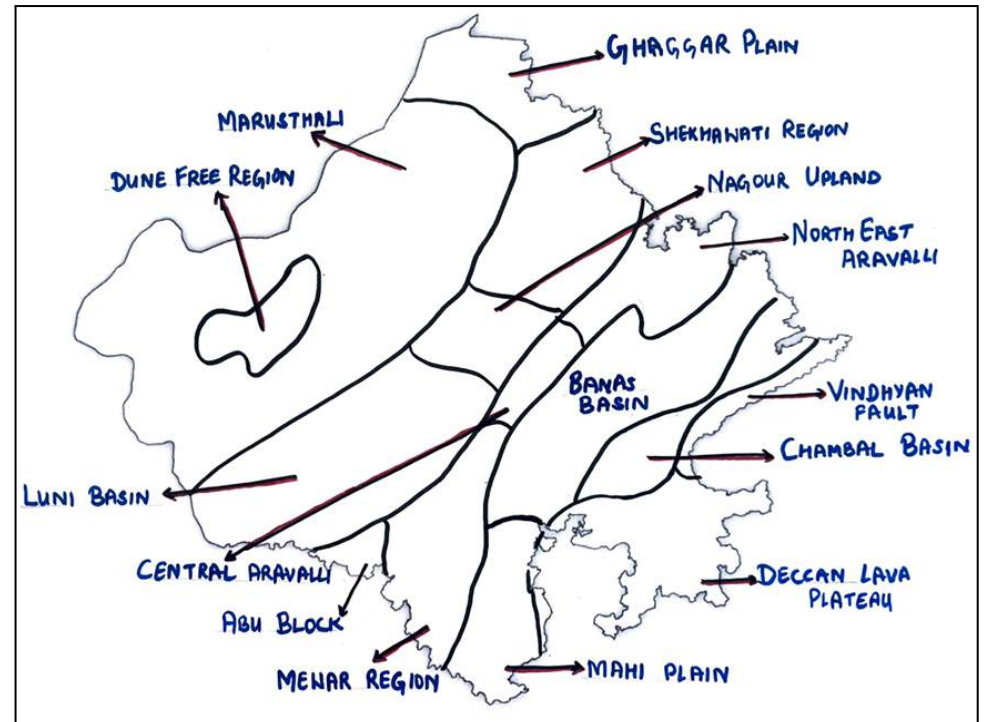 GHAGGAR PLAIN
MARUSTHALI
SHEKHAWATI REGION
DUNE FREE REGION
NAGOUR UPLAND
NORTH EAST
ARAVALLI
BANAS
BASIN
VINDHYAN
FAULT
CHAMBAL BASIN
LUNI BASIN
CENTRAL ARAVALLI
DECCAN LAVA
PLATEAU
ABU BLOCK
MEWAR REGION
MAHI PLAIN